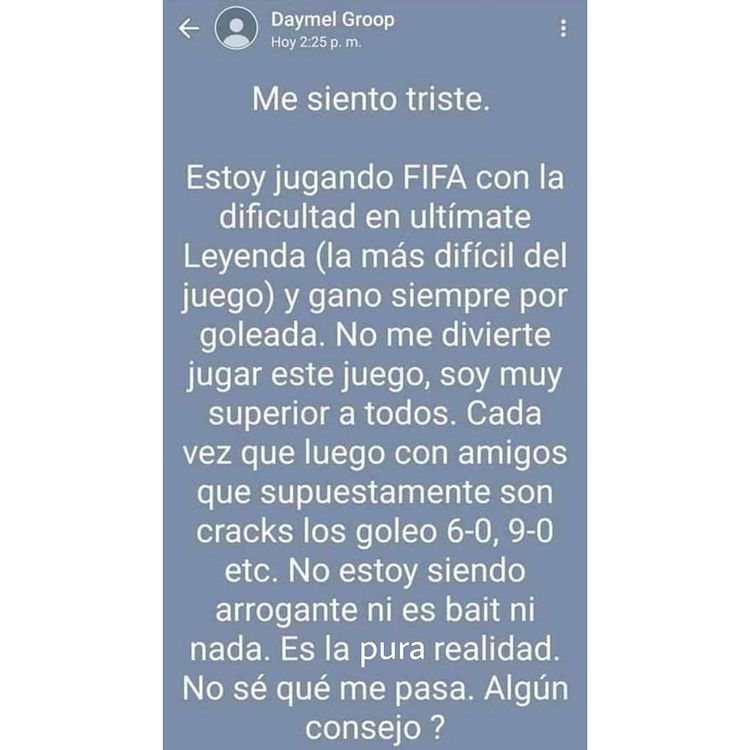 Daymel Groop
Hoy 2:25 p. m.
Me siento triste.
Estoy jugando FIFA con la
dificultad en ultímate
Leyenda (la más difícil del
juego) y gano siempre por
goleada. No me divierte
jugar este juego, soy muy
superior a todos. Cada
vez que luego con amigos
que supuestamente son
cracks los goleo 6-0, 9-0
etc. No estoy siendo
arrogante ni es bait ni
nada. Es la pura realidad.
No sé qué me pasa. Algún
consejo ?